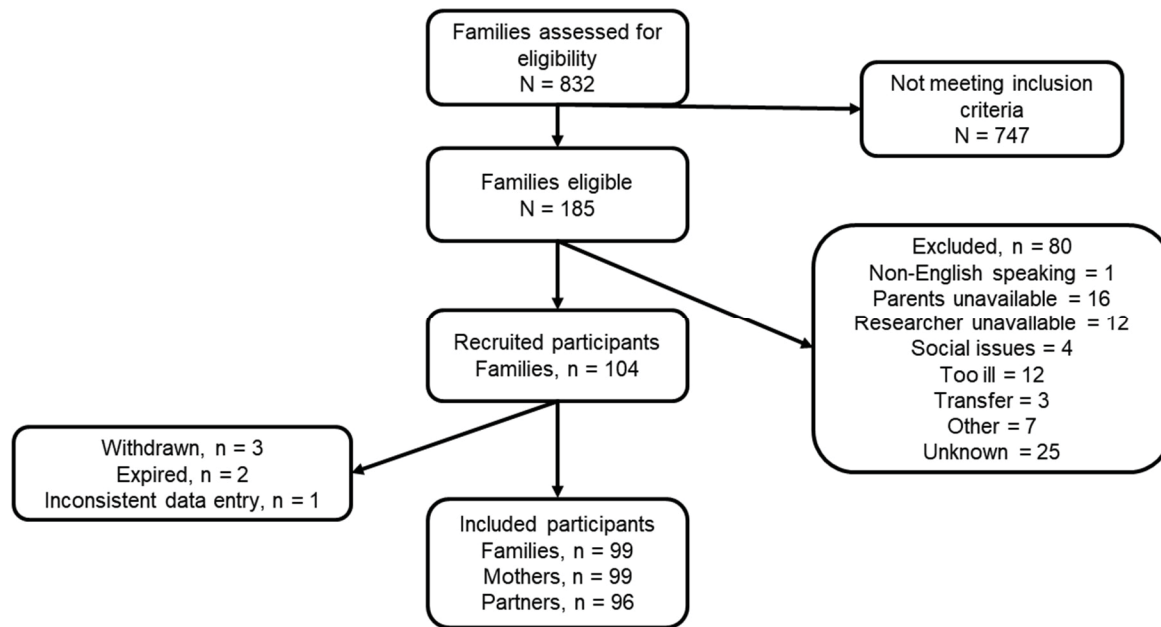 Families assessed for
eligibility
N = 832
Not meeting inclusion
criteria
N = 747
Families eligible
N = 185
Excluded, n = 80
Non-English speaking = 1
Parents unavailable = 16
Researcher unavailable = 12
Social issues = 4
Too ill = 12
Transfer = 3
Other = 7
Unknown = 25
Recruited participants
Families, n = 104
Withdrawn, n = 3
Expired, n = 2
Inconsistent data entry, n = 1
Included participants
Families, n = 99
Mothers, n = 99
Partners, n = 96